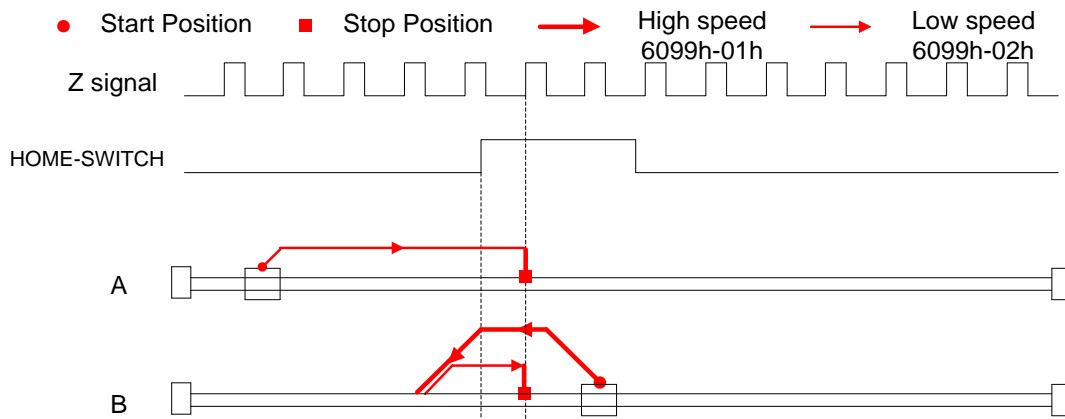 Start Position
Stop Position
High speed
6099h-01h
Low speed
6099h-02h
Z signal
HOME-SWITCH
A
B